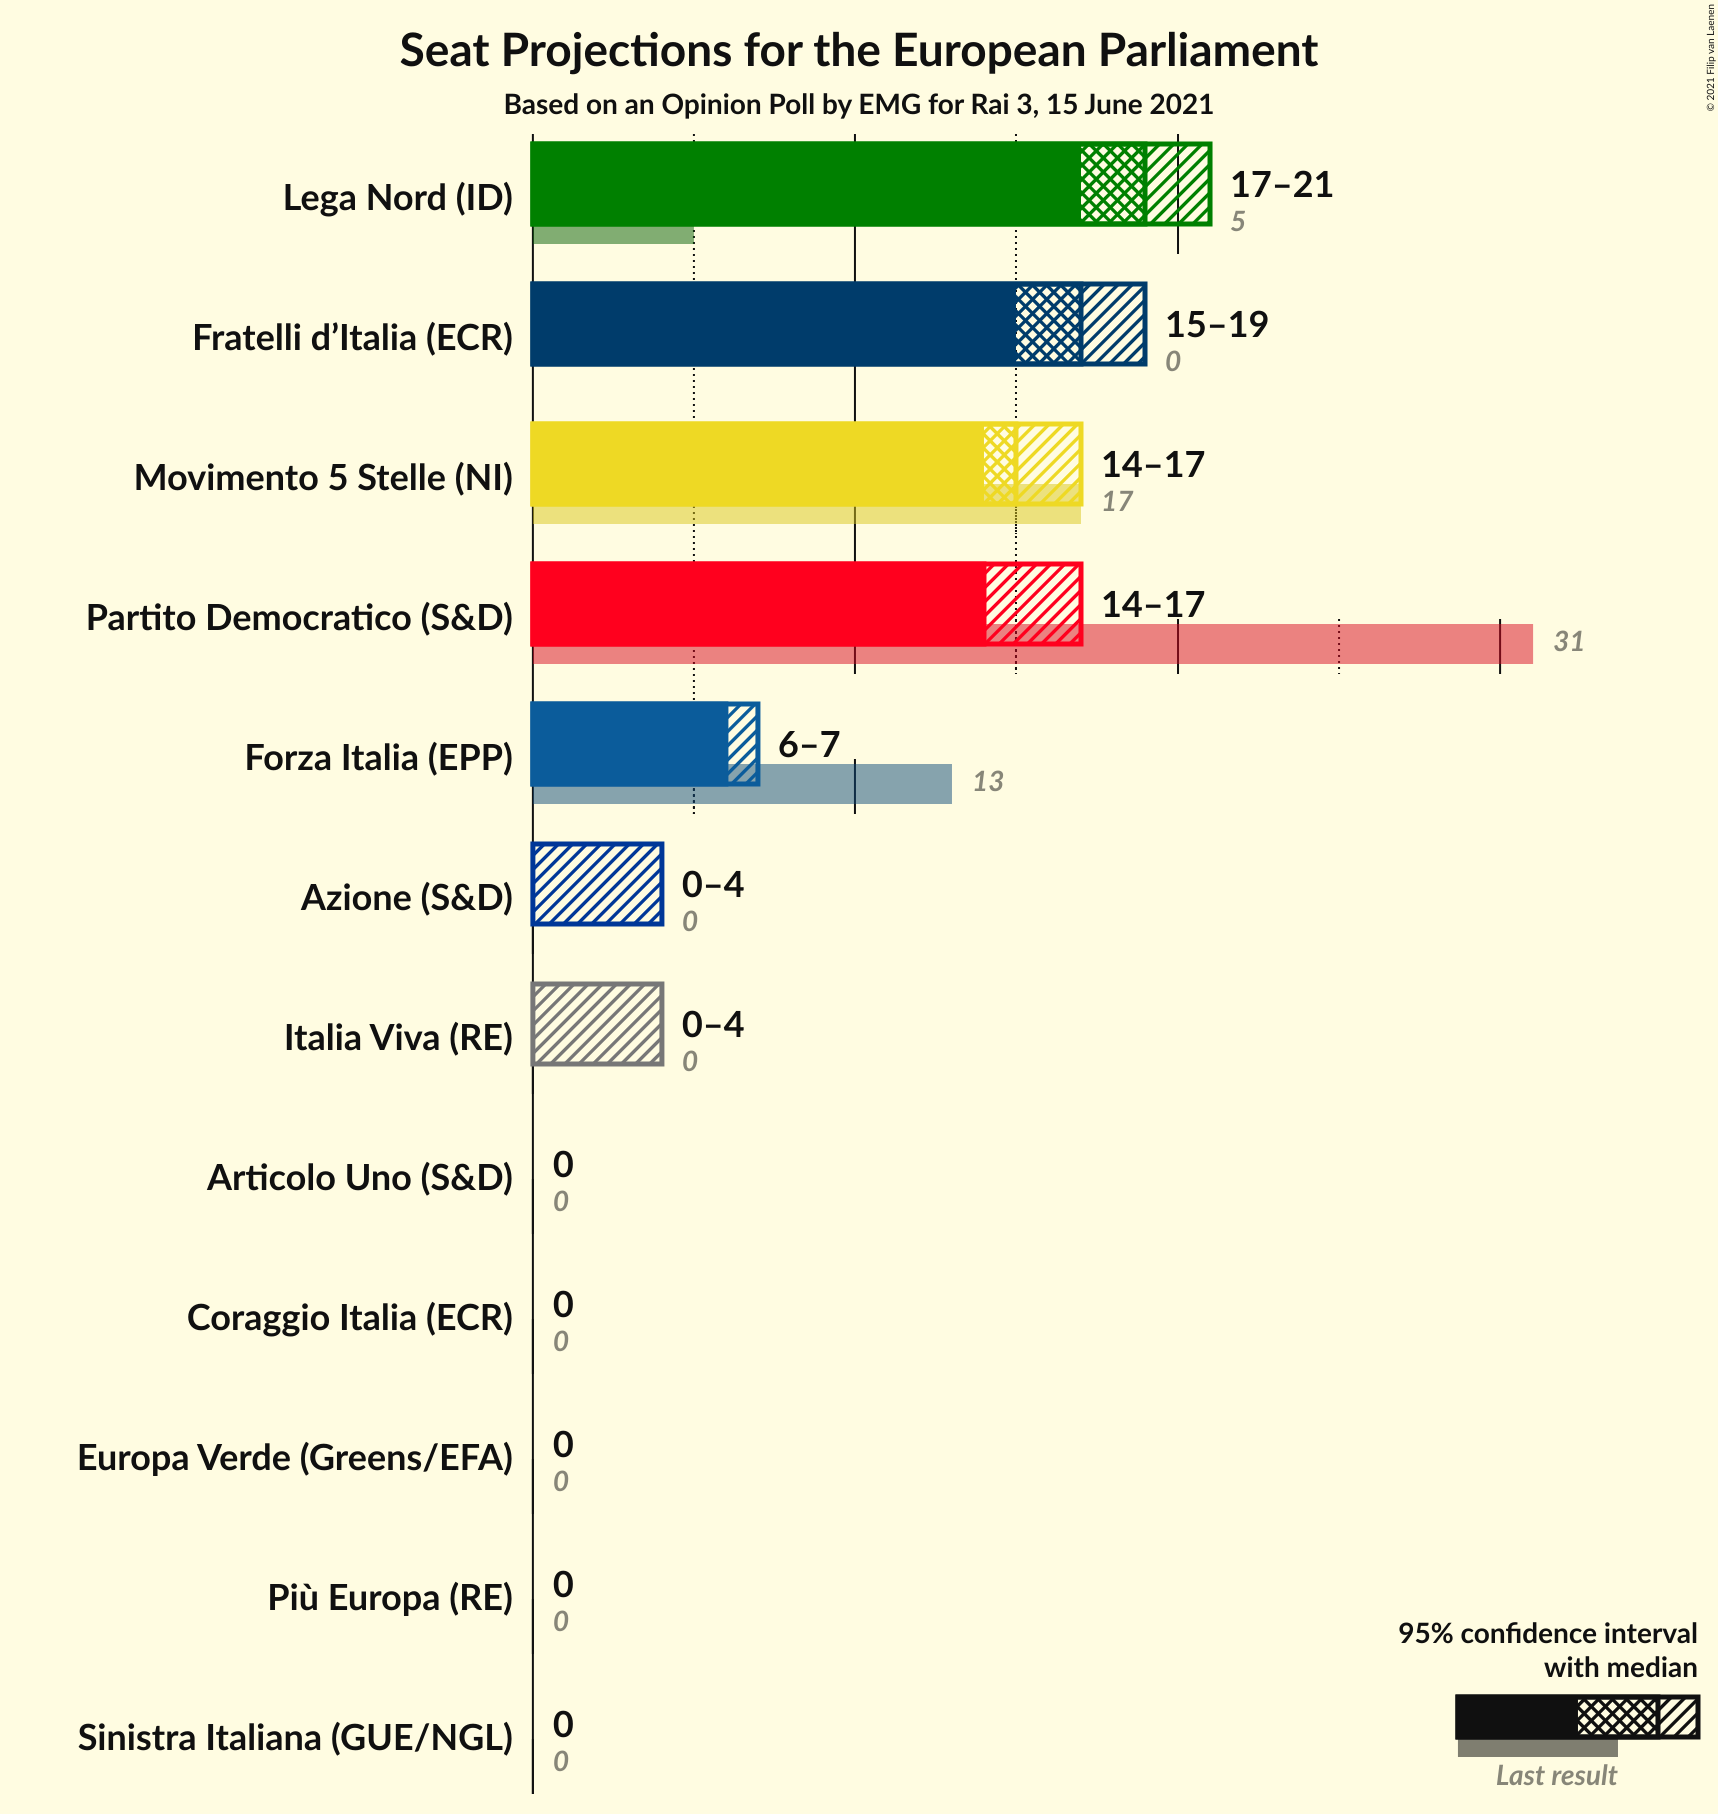 Seat Projections for the European Parliament
Based on an Opinion Poll by EMG for Rai 3, 15 June 2021
© 2021 Filip van Laenen
Lega Nord (ID)
17–21
5
Fratelli d’Italia (ECR)
15–19
0
Movimento 5 Stelle (NI)
14–17
17
Partito Democratico (S&D)
14–17
31
Forza Italia (EPP)
6–7
13
Azione (S&D)
0–4
0
Italia Viva (RE)
0–4
0
Articolo Uno (S&D)
0
0
Coraggio Italia (ECR)
0
0
Europa Verde (Greens/EFA)
0
0
Più Europa (RE)
0
0
Sinistra Italiana (GUE/NGL)
0
0
95% confidence interval
with median
Last result